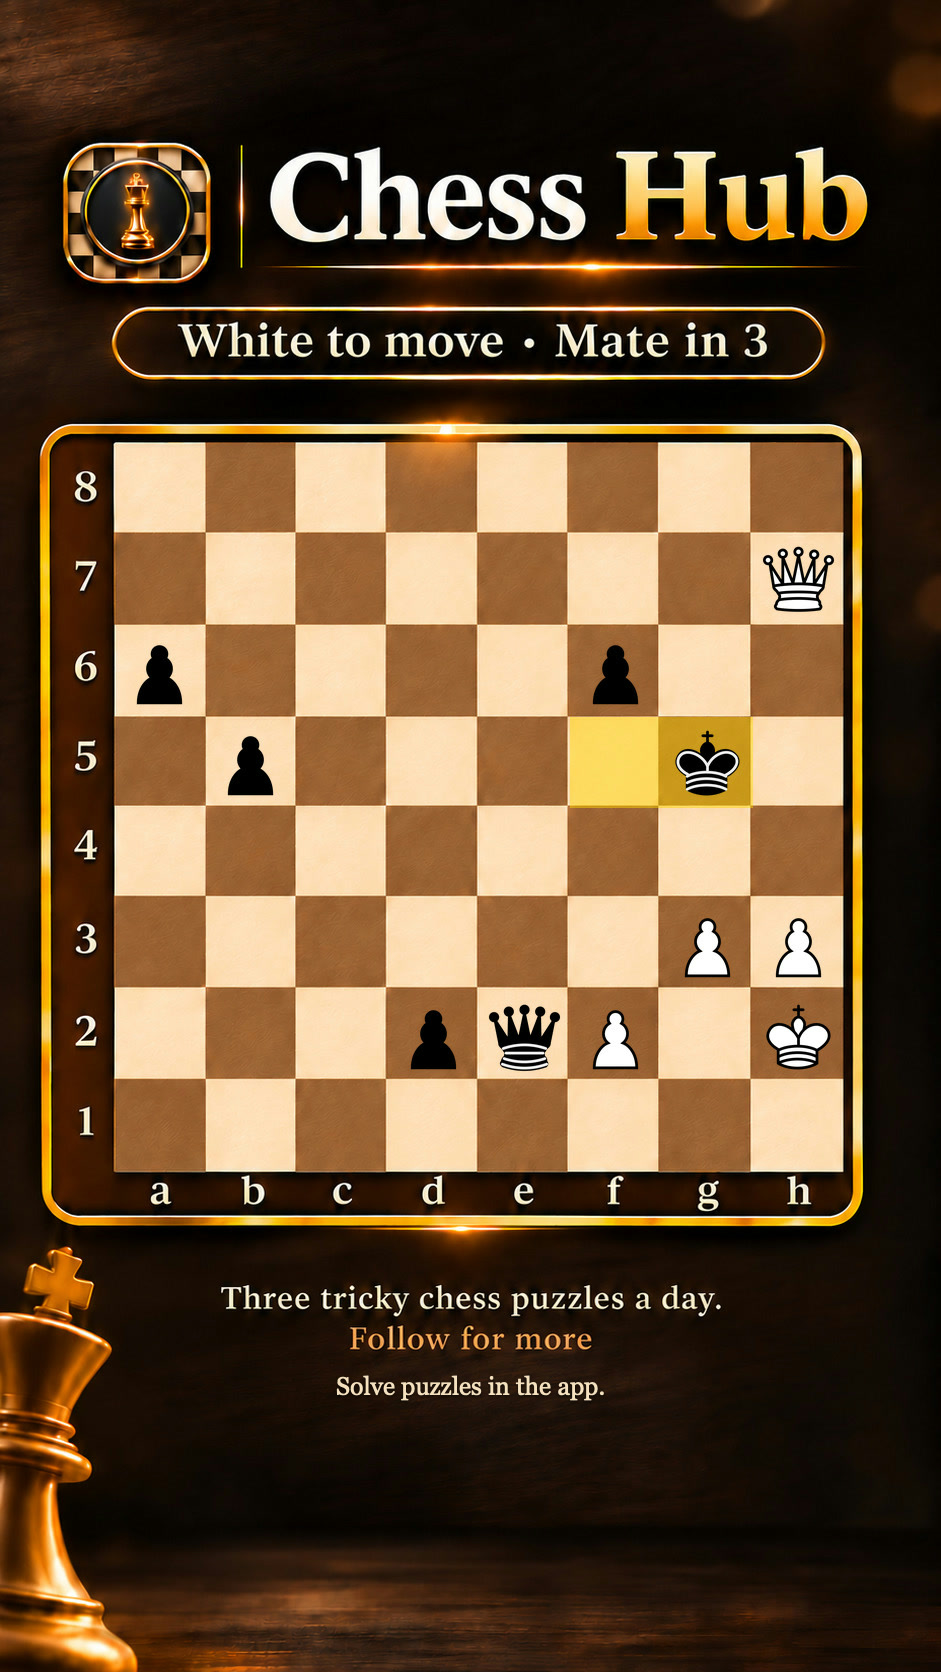 Chess Hub
White to move • Mate in 3
8
7
6
5
4
3
2
1
a b c d e f g h
Three tricky chess puzzles a day.
Follow for more
Solve puzzles in the app.